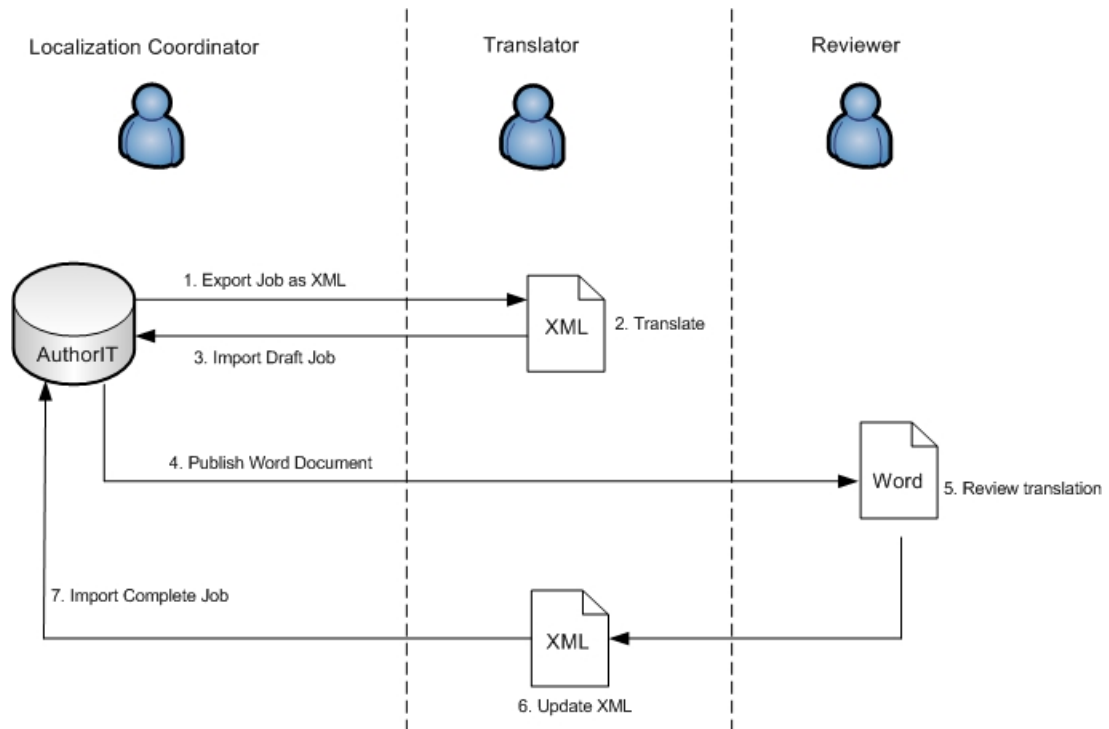 Localization Coordinator
Translator
Reviewer
1. Export Job as XML
AuthorIT
XML
2. Translate
3. Import Draft Job
4. Publish Word Document
Word
5. Review translation
7. Import Complete Job
XML
6. Update XML